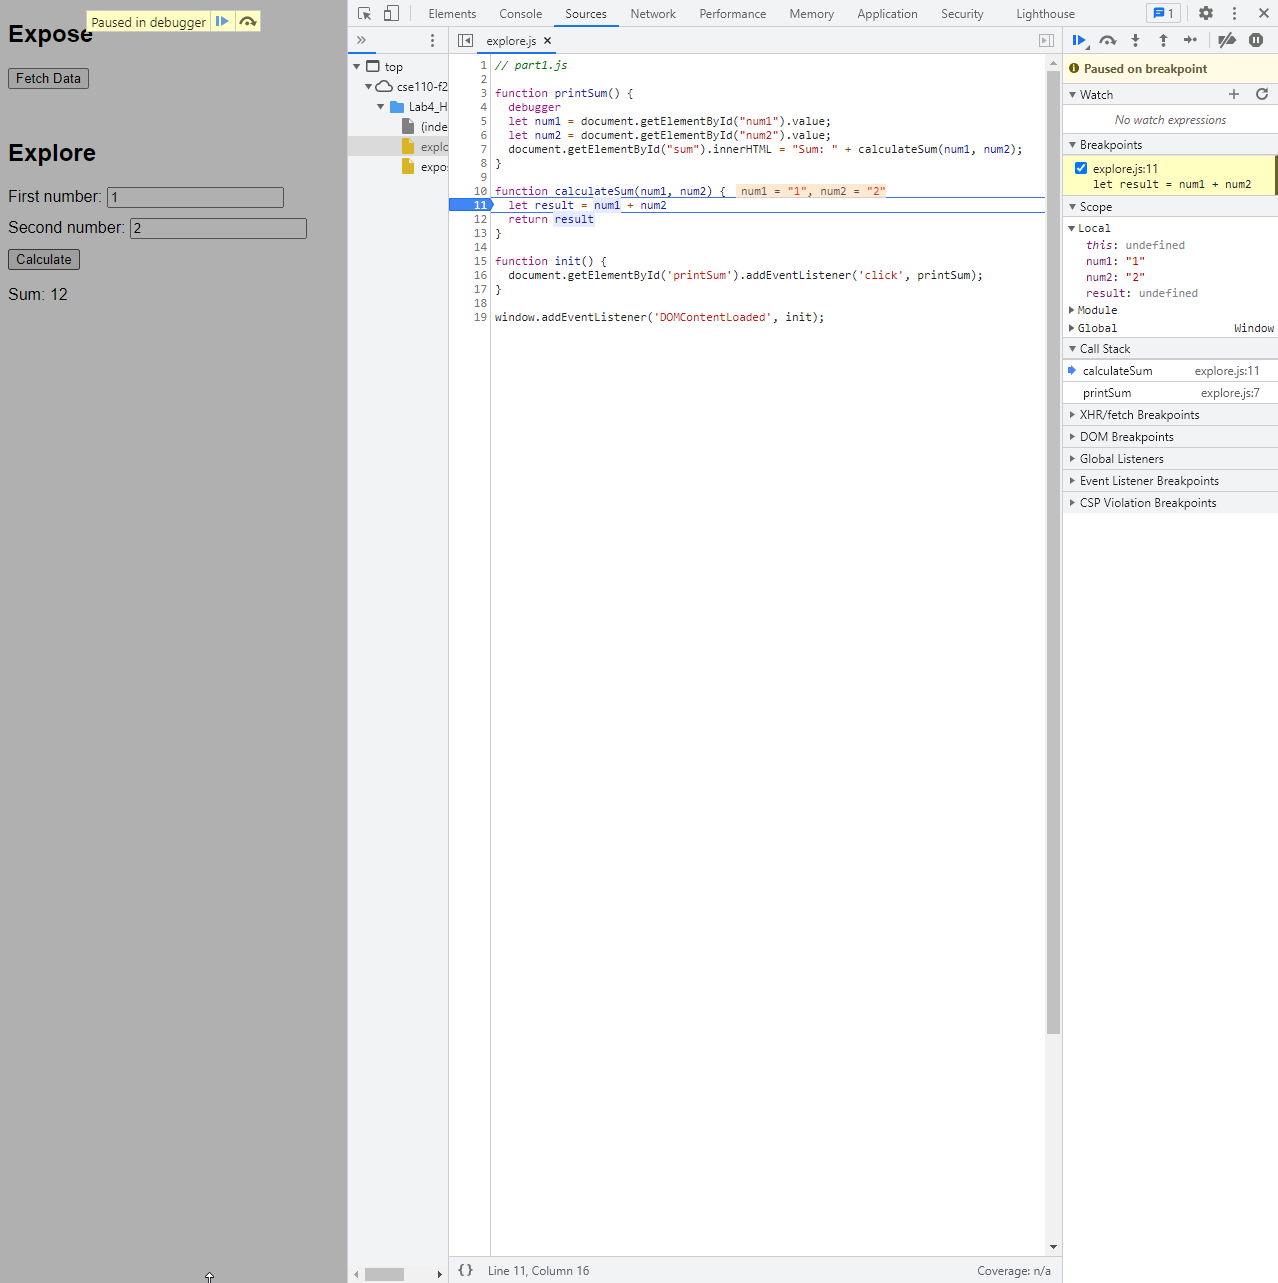 Expose
Paused in debugger
Fetch Data
Explore
First number: 1
Second number: 2
Calculate
Sum: 12
Elements Console Sources Network Performance Memory Application Security Lighthouse 1
explore.js
top
cse110-f2
Lab4_H
(inde
explo
expo
1 // part1.js
2
3 function printSum() {
4 debugger
5 let num1 = document.getElementById("num1").value;
6 let num2 = document.getElementById("num2").value;
7 document.getElementById("sum").innerHTML = "Sum: " + calculateSum(num1, num2);
8 }
9
10 function calculateSum(num1, num2) { num1 = "1", num2 = "2"
11 let result = num1 + num2
12 return result
13 }
14
15 function init() {
16 document.getElementById('printSum').addEventListener('click', printSum);
17 }
18
19 window.addEventListener('DOMContentLoaded', init);
{} Line 11, Column 16 Coverage: n/a
Paused on breakpoint
Watch
No watch expressions
Breakpoints
explore.js:11
let result = num1 + num2
Scope
Local
this: undefined
num1: "1"
num2: "2"
result: undefined
Module
Global Window
Call Stack
calculateSum explore.js:11
printSum explore.js:7
XHR/fetch Breakpoints
DOM Breakpoints
Global Listeners
Event Listener Breakpoints
CSP Violation Breakpoints